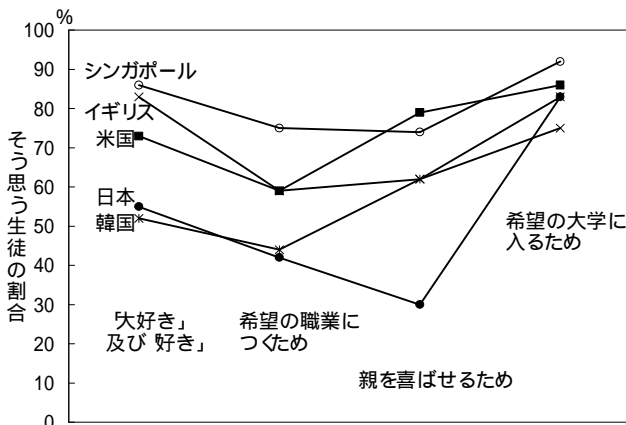 %
100
90
80
70
60
50
40
30
20
10
0
そう思う生徒の割合
シンガポール
イギリス
米国
日本
韓国
「大好き」
及び「好き」
希望の職業に
つくため
親を喜ばせるため
希望の大学に
入るため